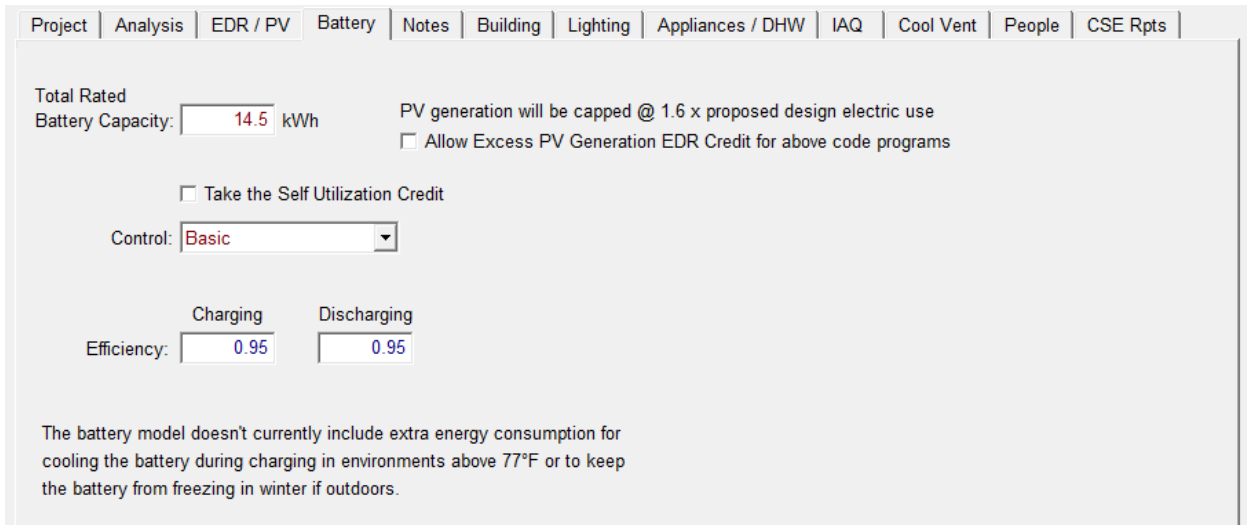 Project Analysis EDR / PV Battery Notes Building Lighting Appliances / DHW IAQ Cool Vent People CSE Rpts
Total Rated
Battery Capacity: 14.5 kWh
PV generation will be capped @ 1.6 x proposed design electric use
Allow Excess PV Generation EDR Credit for above code programs
Take the Self Utilization Credit
Control: Basic
Charging Discharging
Efficiency: 0.95 0.95
The battery model doesn't currently include extra energy consumption for
cooling the battery during charging in environments above 77°F or to keep
the battery from freezing in winter if outdoors.